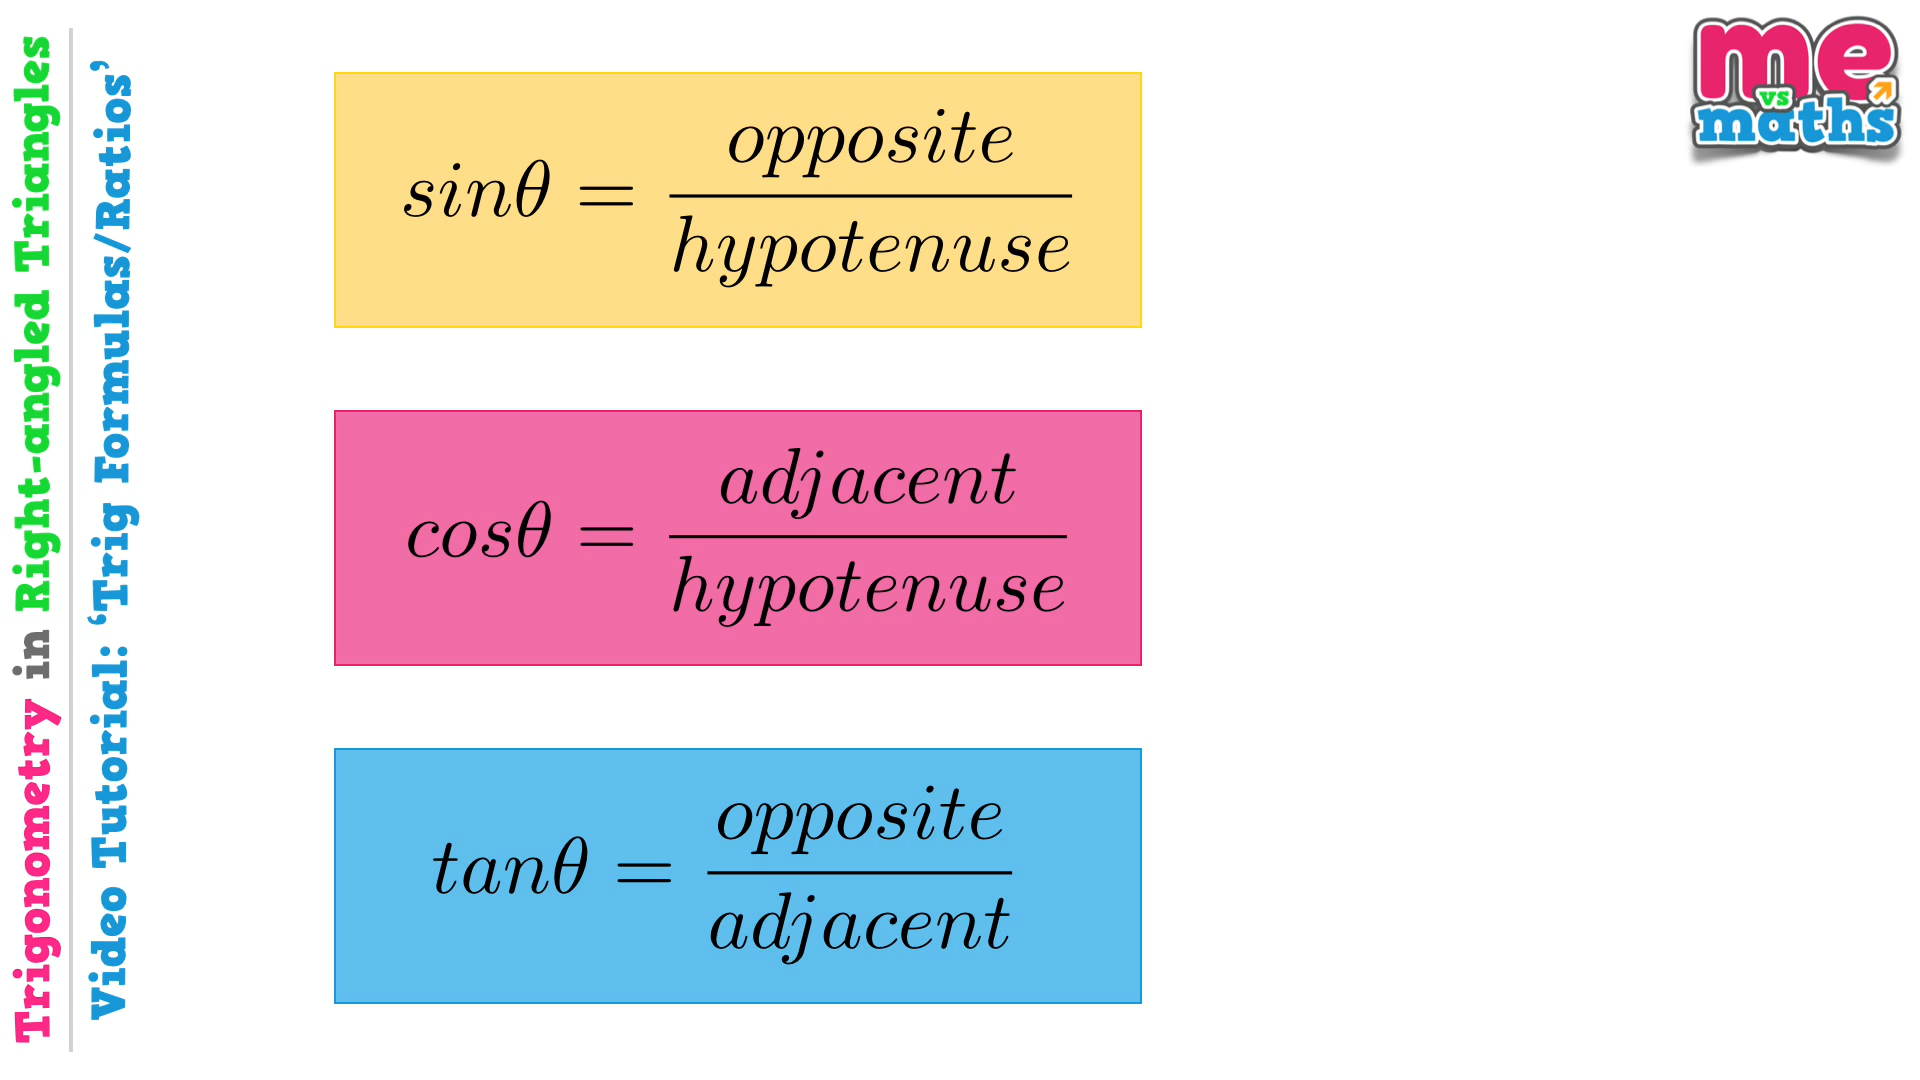 Trigonometry in Right-angled Triangles
Video Tutorial: ‘Trig Formulas/Ratios’
sinθ = opposite/hypotenuse
cosθ = adjacent/hypotenuse
tanθ = opposite/adjacent
me
vs
maths